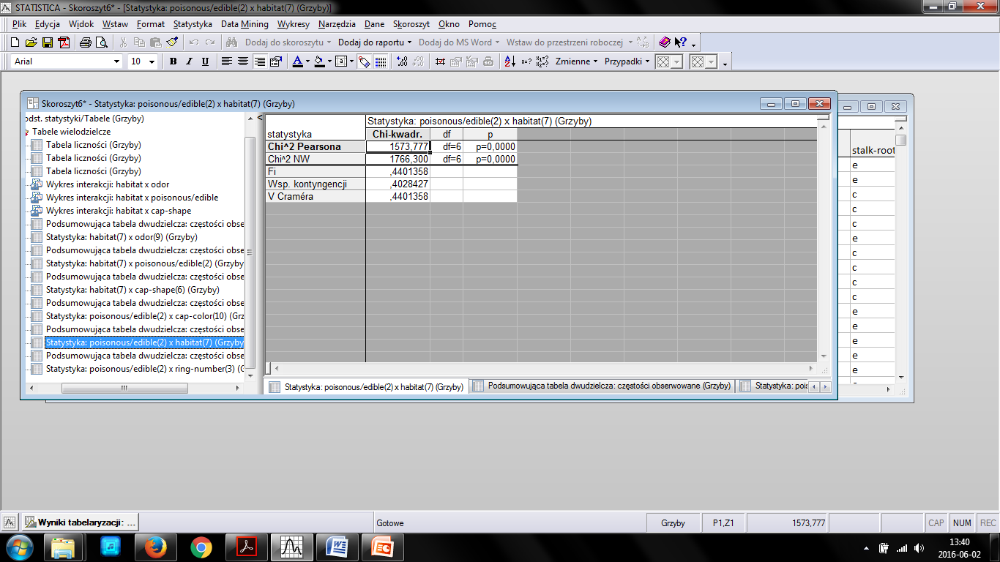 STATISTICA - Skoroszyt6* - [Statystyka: poisonous/edible(2) x habitat(7) (Grzyby)]
Plik Edycja Widok Wstaw Format Statystyka Data Mining Wykresy Narzędzia Dane Skoroszyt Okno Pomoc
Dodaj do skoroszytu Dodaj do raportu Dodaj do MS Word Wstaw do przestrzeni roboczej
Arial 10 B I U Zmienne Przypadki
Skoroszyt6* - Statystyka: poisonous/edible(2) x habitat(7) (Grzyby)
odst. statystyki/Tabele (Grzyby)
Tabele wielodzielcze
Tabela liczności (Grzyby)
Tabela liczności (Grzyby)
Tabela liczności (Grzyby)
Wykres interakcji: habitat x odor
Wykres interakcji: habitat x poisonous/edible
Wykres interakcji: habitat x cap-shape
Podsumowująca tabela dwudzielcza: częstości obse
Statystyka: habitat(7) x odor(9) (Grzyby)
Podsumowująca tabela dwudzielcza: częstości obse
Statystyka: habitat(7) x poisonous/edible(2) (Grzyby
Podsumowująca tabela dwudzielcza: częstości obse
Statystyka: habitat(7) x cap-shape(6) (Grzyby)
Podsumowująca tabela dwudzielcza: częstości obse
Statystyka: poisonous/edible(2) x cap-color(10) (Grz
Podsumowująca tabela dwudzielcza: częstości obse
Statystyka: poisonous/edible(2) x habitat(7) (Grzyby
Podsumowująca tabela dwudzielcza: częstości obse
Statystyka: poisonous/edible(2) x ring-number(3) (G
Statystyka: poisonous/edible(2) x habitat(7) (Grzyby)
statystyka Chi-kwadr. df p
Chi^2 Pearsona 1573,777 df=6 p=0,0000
Chi^2 NW 1766,300 df=6 p=0,0000
Fi ,4401358
Wsp. kontyngencji ,4028427
V Craméra ,4401358
Statystyka: poisonous/edible(2) x habitat(7) (Grzyby) Podsumowująca tabela dwudzielcza: częstości obserwowane (Grzyby) Statystyka: pois
stalk-root
e
e
c
c
c
e
c
c
c
c
e
e
e
e
e
Wyniki tabelaryzacji: ... Gotowe Grzyby P1,Z1 1573,777 CAP NUM REC
13:40
2016-06-02